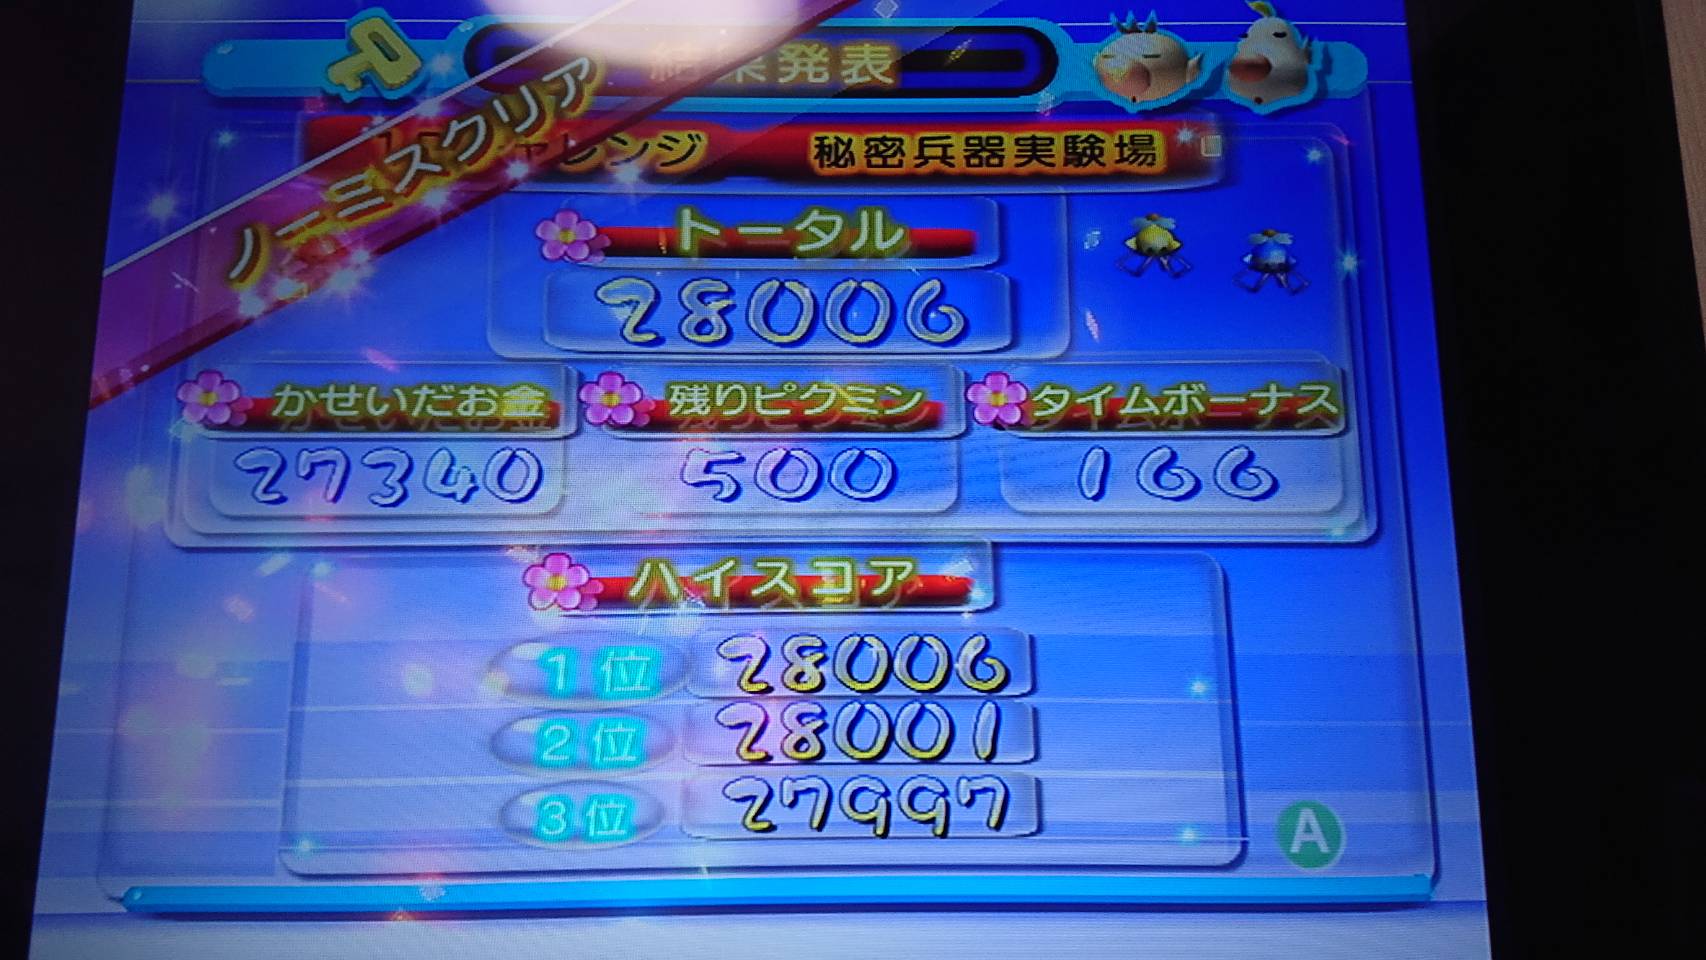 結果発表
ノーミスクリア
チャレンジ 秘密兵器実験場
トータル
28006
かせいだお金 残りピクミン タイムボーナス
27340 500 166
ハイスコア
1位 28006
2位 28001
3位 27997
A